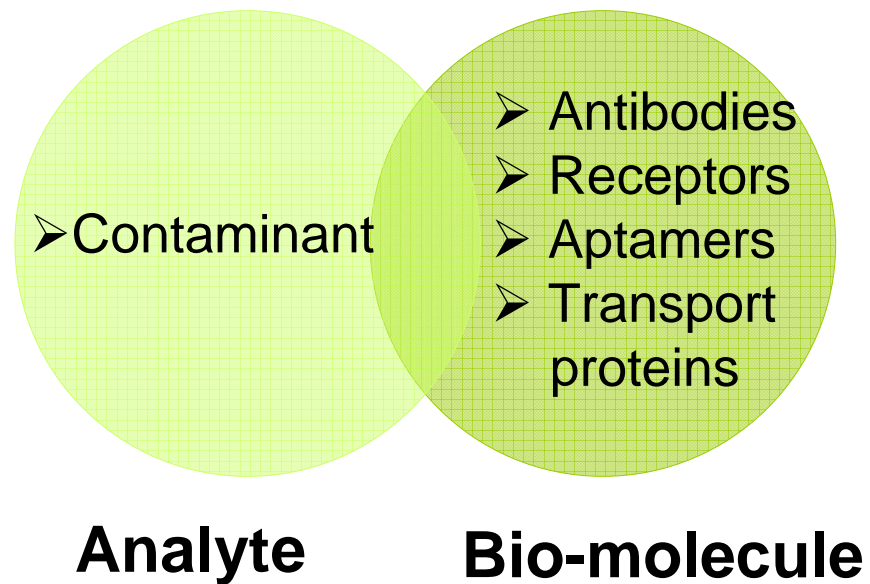 ➢Contaminant
➢ Antibodies
➢ Receptors
➢ Aptamers
➢ Transport
proteins
Analyte
Bio-molecule